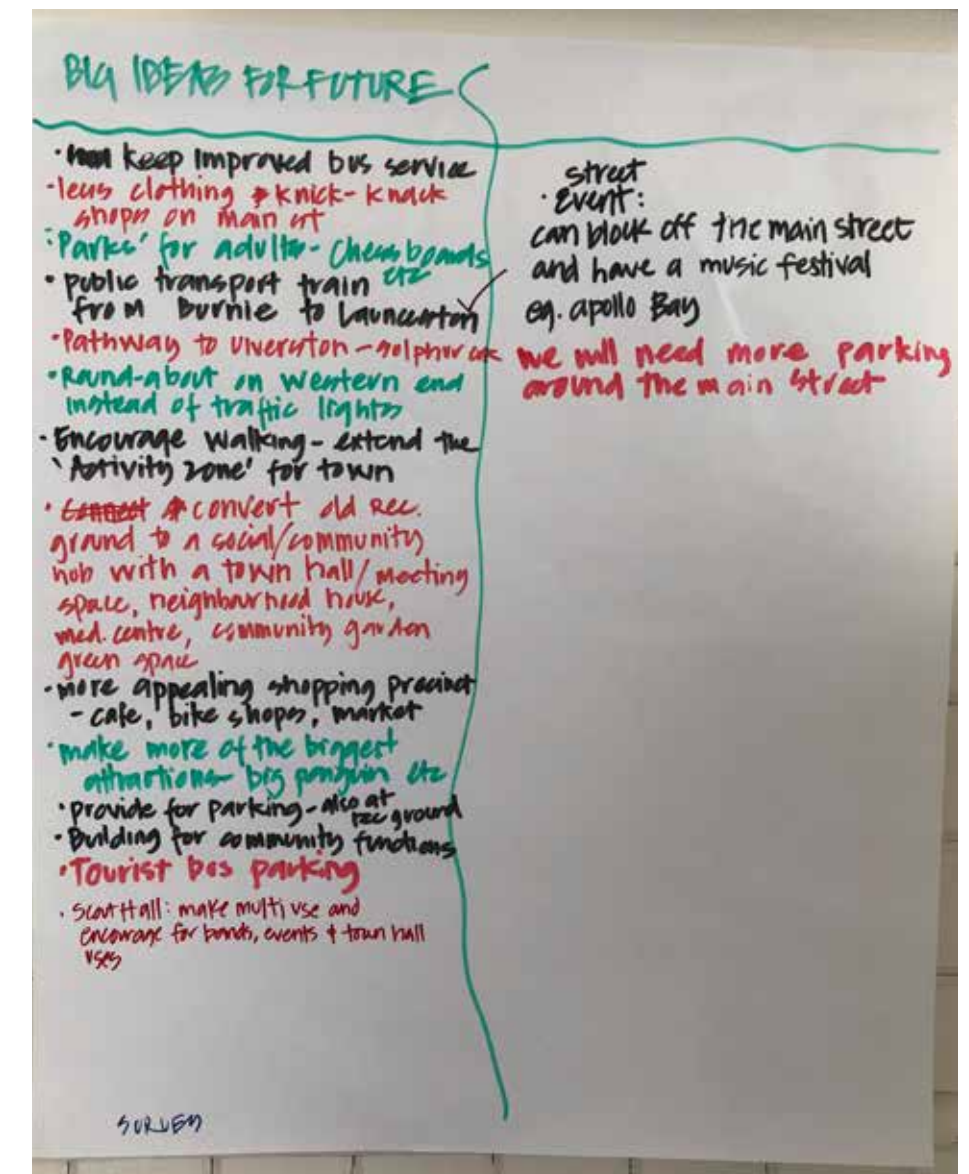 BIG IDEAS FOR FUTURE
• keep improved bus service
• less clothing & knick-knack
shops on main st
• 'Parks' for adults - Chess boards
etc
• public transport train
from Burnie to Launceston
• Pathway to Ulverston - sulphur ck
• Round-about on western end
instead of traffic lights
• Encourage walking - extend the
'Activity zone' for town
• convert old Rec.
ground to a social/community
hub with a town hall/meeting
space, neighbourhood house,
med. centre, community garden
green space
• more appealing shopping precinct
- cafe, bike shops, market
• make more of the biggest
attractions - big penguin etc
• provide for parking - also at
rec ground
• Building for community functions
• Tourist bus parking
• Scout Hall: make multi use and
encourage for bands, events & town hall
uses
street
• Event:
can block off the main street
and have a music festival
eg. apollo Bay
we will need more parking
around the main street